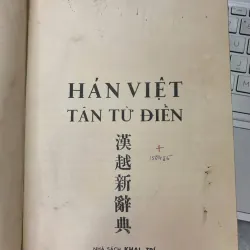 HÁN VIỆT
TÂN TỪ ĐIỂN
漢越新辭典
NHÀ SÁCH KHAI TRÍ